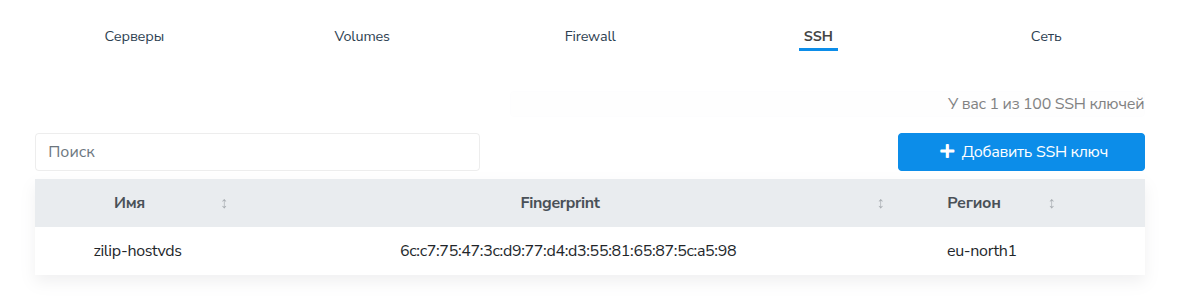 Серверы Volumes Firewall SSH Сеть
У вас 1 из 100 SSH ключей
Поиск
Добавить SSH ключ
Имя Fingerprint Регион
zilip-hostvds 6c:c7:75:47:3c:d9:77:d4:d3:55:81:65:87:5c:a5:98 eu-north1